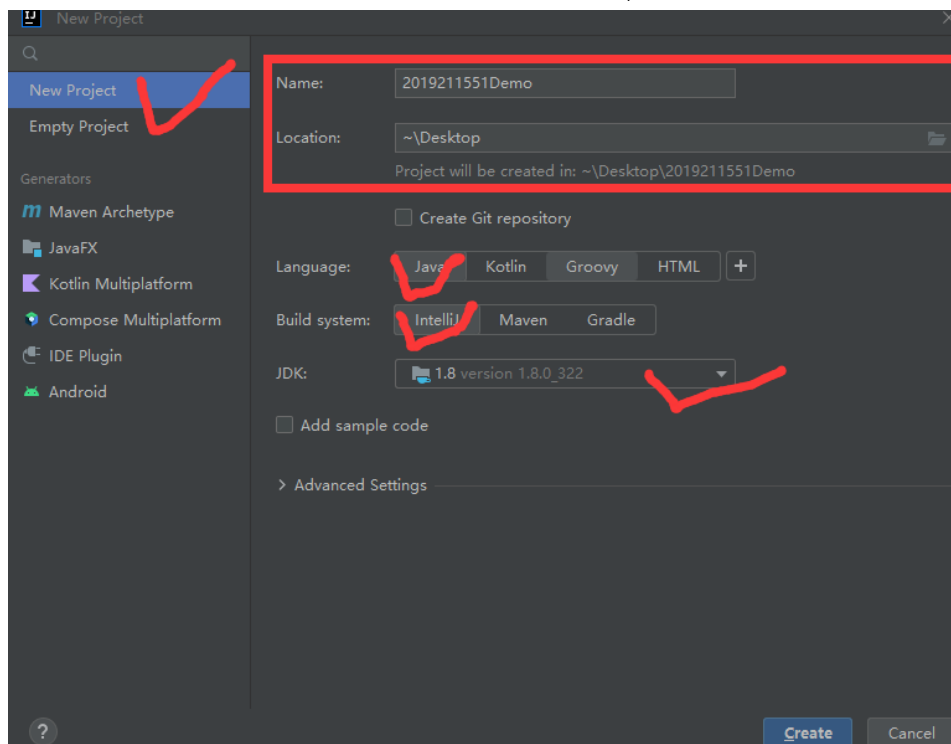 New Project
New Project
Empty Project
Generators
Maven Archetype
JavaFX
Kotlin Multiplatform
Compose Multiplatform
IDE Plugin
Android
Name: 2019211551Demo
Location: ~\Desktop
Project will be created in: ~\Desktop\2019211551Demo
Create Git repository
Language: Java Kotlin Groovy HTML +
Build system: IntelliJ Maven Gradle
JDK: 1.8 version 1.8.0_322
Add sample code
Advanced Settings
? Create Cancel